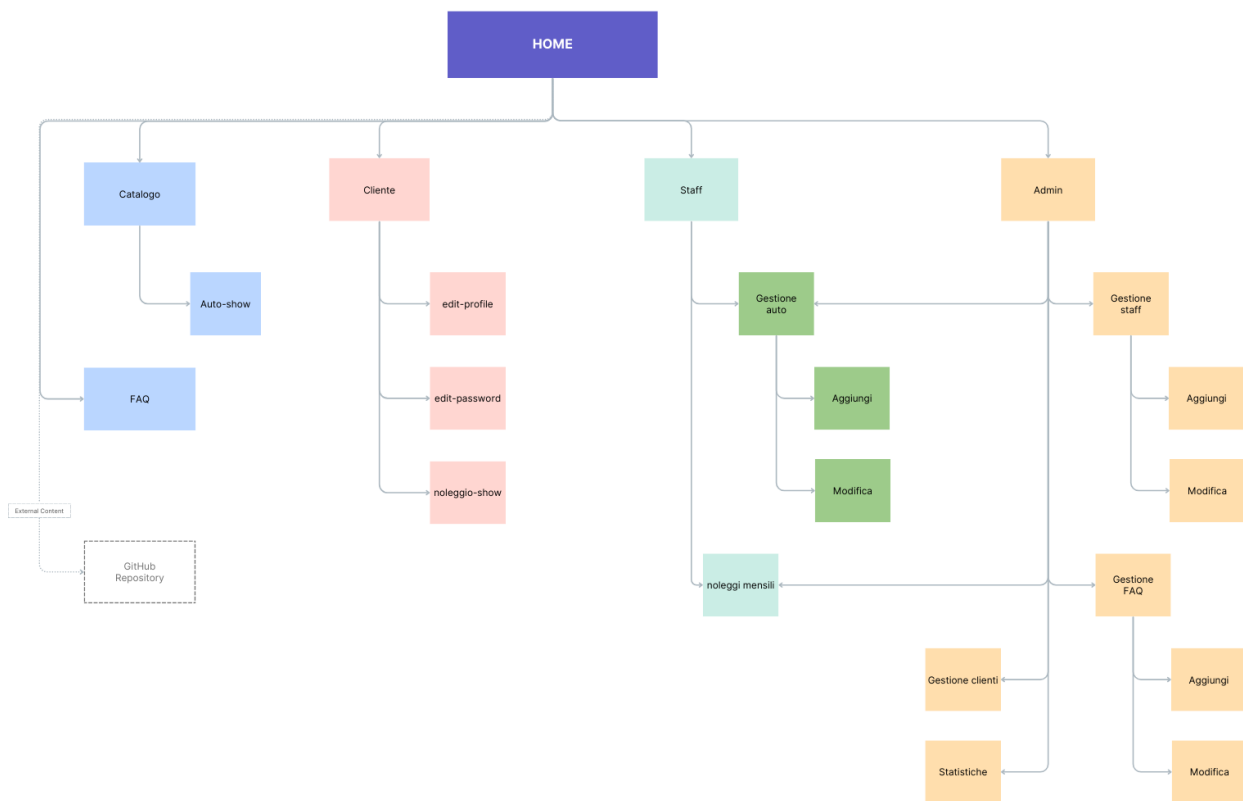 HOME
Catalogo
Cliente
Staff
Admin
Auto-show
edit-profile
Gestione
auto
Gestione
staff
FAQ
edit-password
Aggiungi
Aggiungi
noleggio-show
Modifica
Modifica
External Content
GitHub
Repository
noleggi mensili
Gestione
FAQ
Gestione clienti
Aggiungi
Statistiche
Modifica